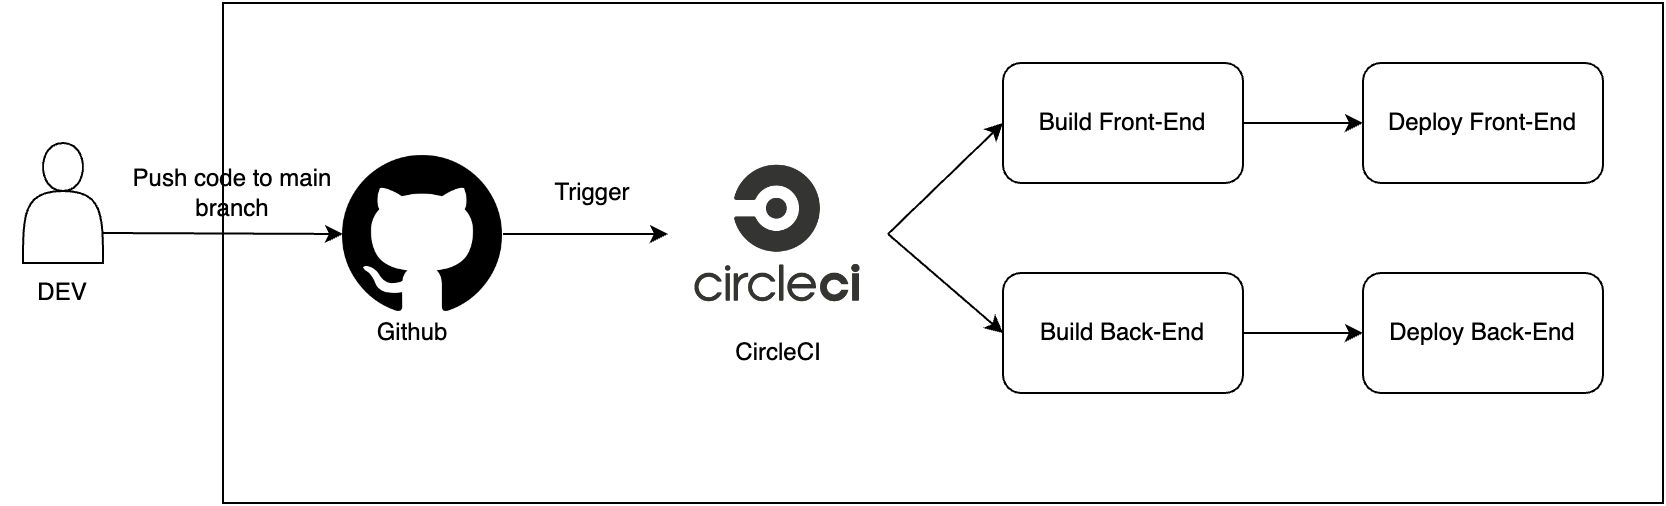 Push code to main
branch
DEV
Github
Trigger
circleci
CircleCI
Build Front-End
Deploy Front-End
Build Back-End
Deploy Back-End